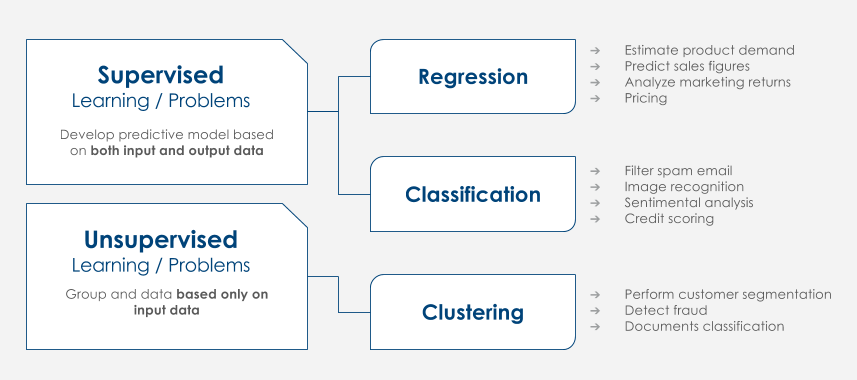 Supervised
Learning / Problems
Develop predictive model based
on both input and output data
Regression
Estimate product demand
Predict sales figures
Analyze marketing returns
Pricing
Classification
Filter spam email
Image recognition
Sentimental analysis
Credit scoring
Unsupervised
Learning / Problems
Group and data based only on
input data
Clustering
Perform customer segmentation
Detect fraud
Documents classification